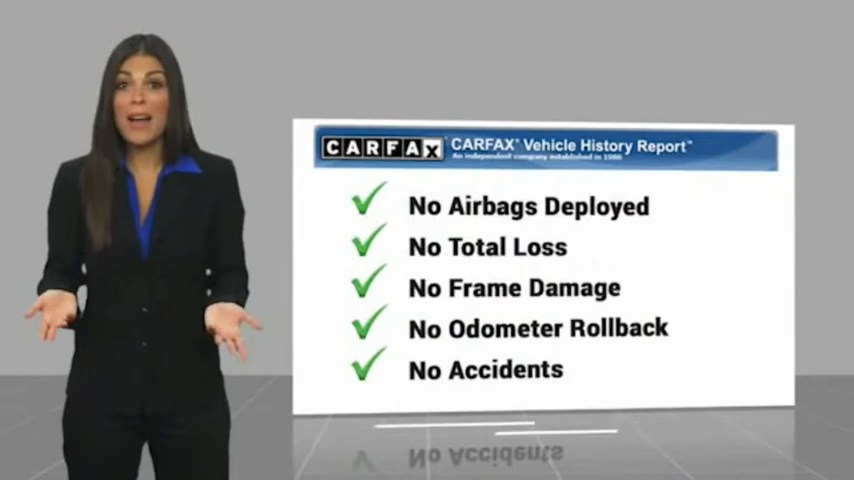 CARFAX CARFAX® Vehicle History Report™
An independent company established in 1986
No Airbags Deployed
No Total Loss
No Frame Damage
No Odometer Rollback
No Accidents
No Accidents